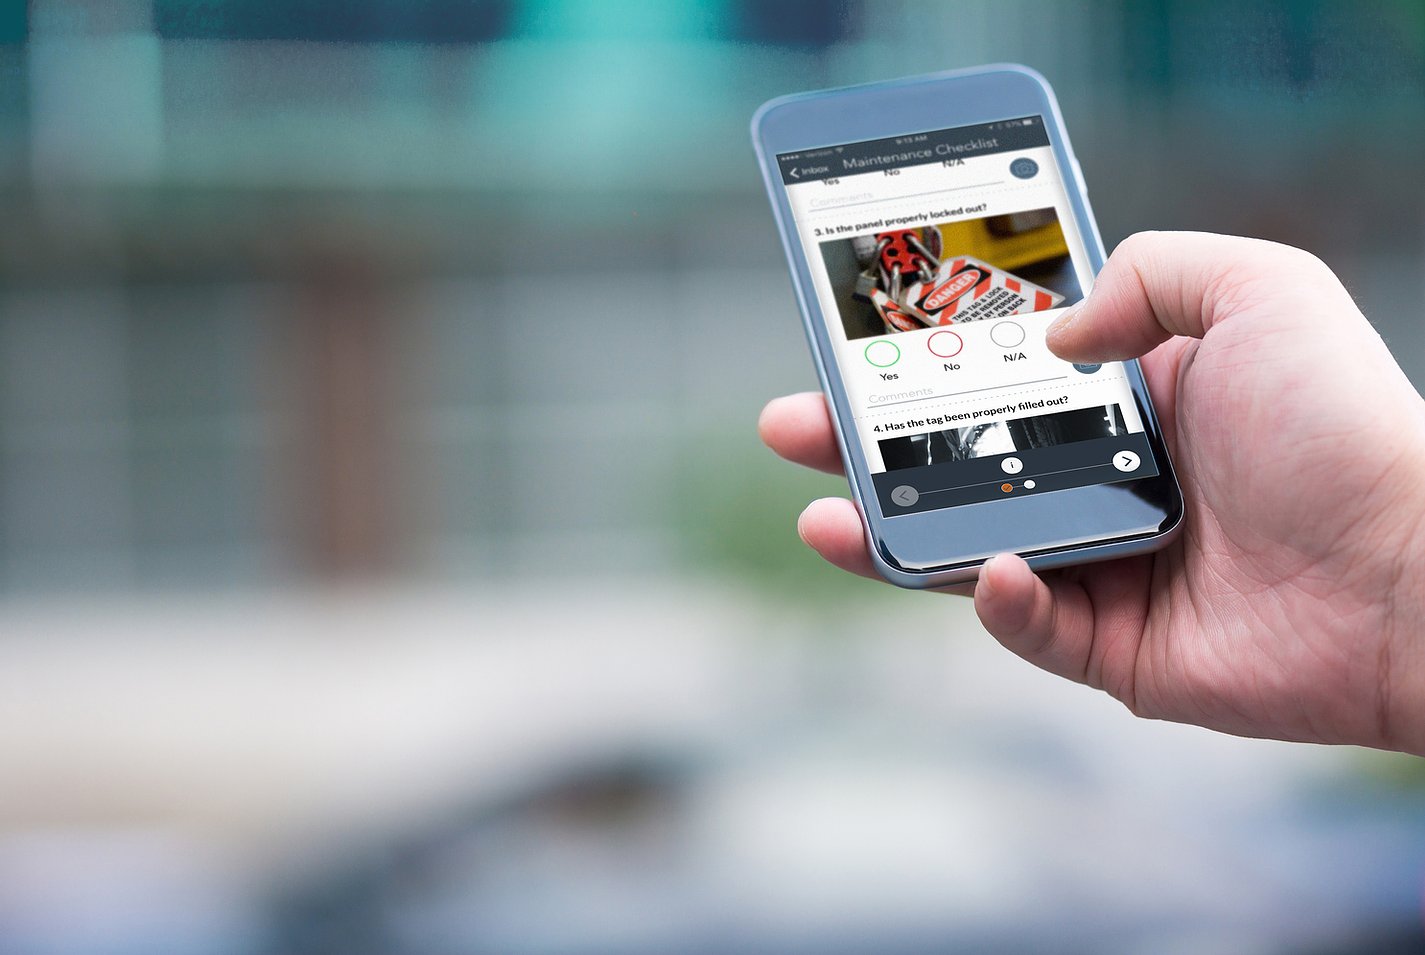 Verizon 9:13 AM 97%
Inbox Maintenance Checklist
Yes No N/A
Comments
3. Is the panel properly locked out?
DANGER
THIS TAG & LOCK
TO BE REMOVED
BY PERSON
ON BACK
Yes No N/A
Comments
4. Has the tag been properly filled out?
i